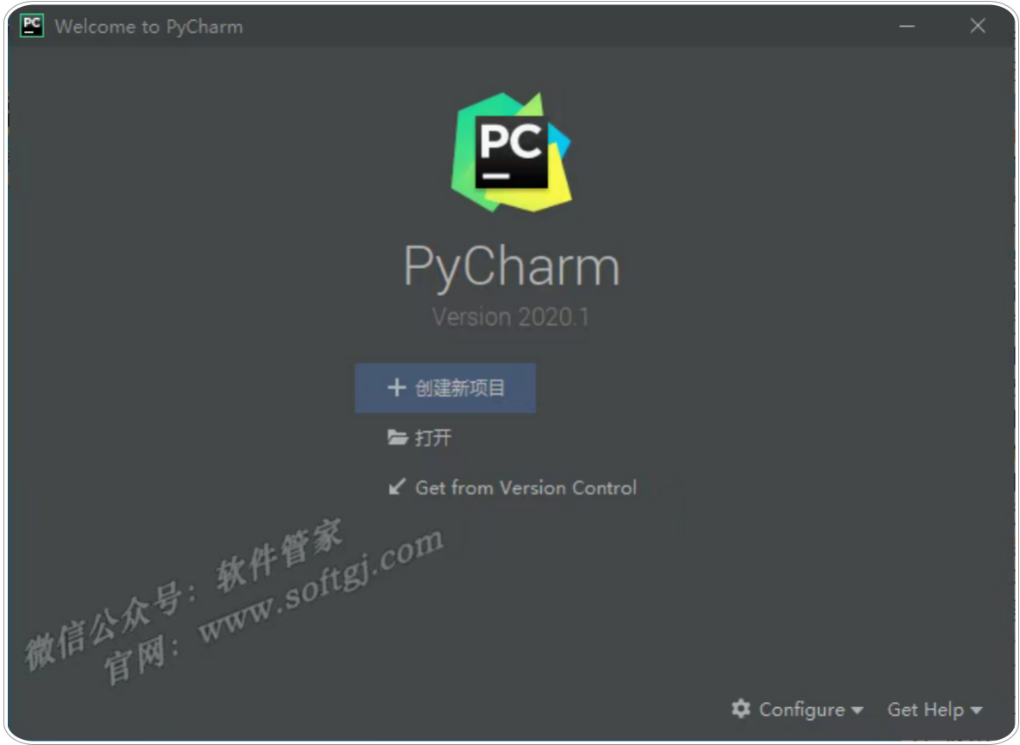 PC Welcome to PyCharm
PC
PyCharm
Version 2020.1
创建新项目
打开
Get from Version Control
微信公众号：软件管家
官网：www.softgj.com
Configure Get Help